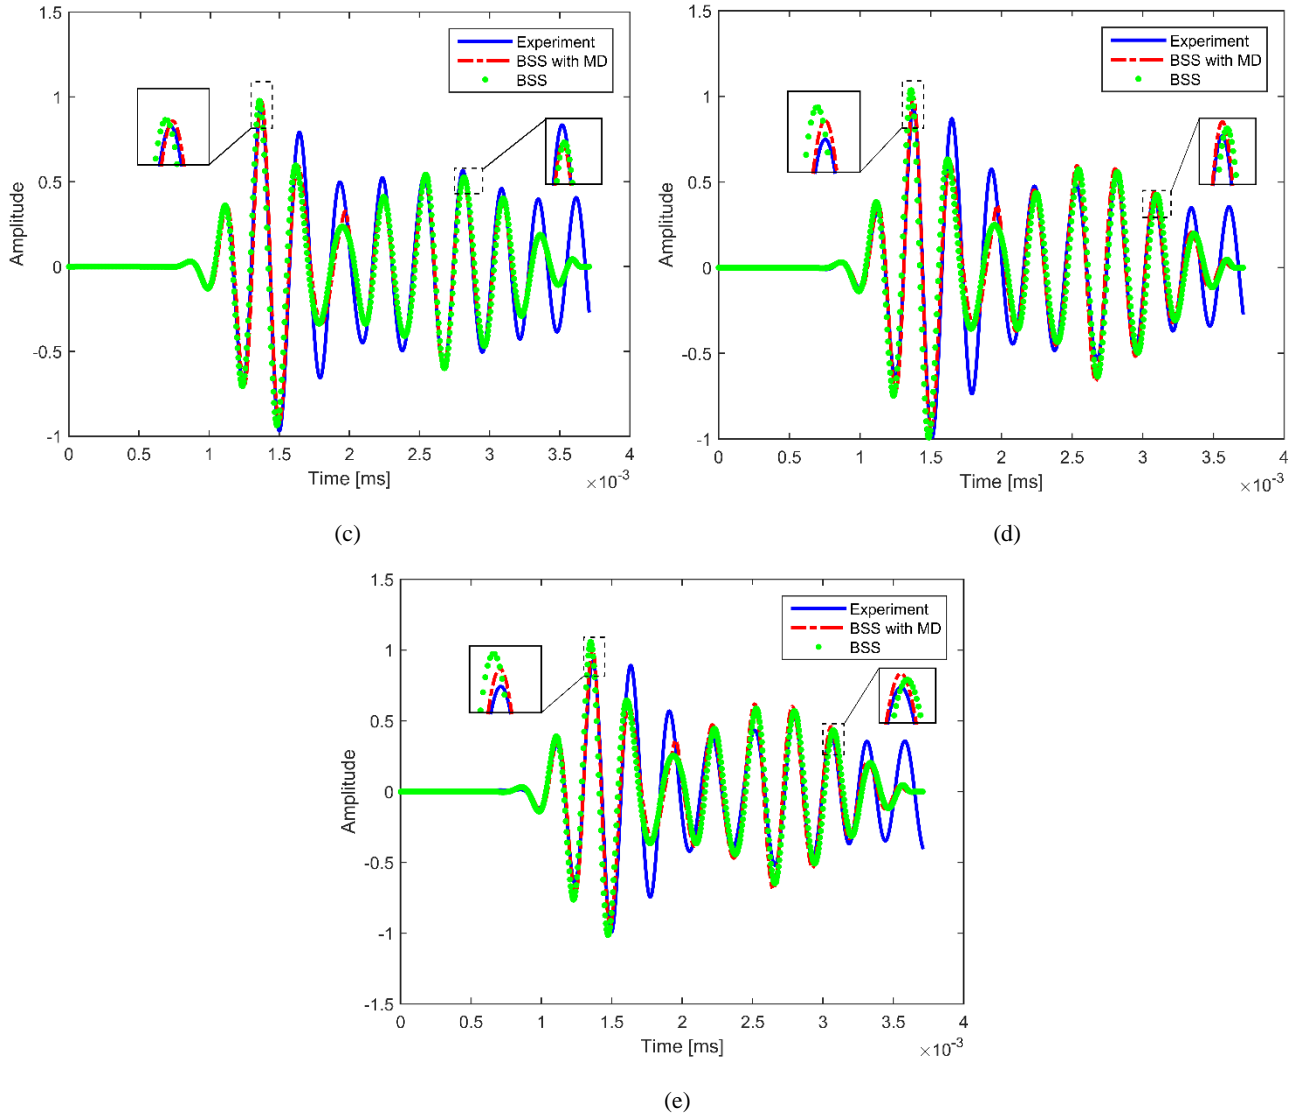 1.5
1
0.5
0
-0.5
-1
Amplitude
0 0.5 1 1.5 2 2.5 3 3.5 4
Time [ms]
×10-3
Experiment
BSS with MD
BSS
(c)
1.5
1
0.5
0
-0.5
-1
Amplitude
0 0.5 1 1.5 2 2.5 3 3.5 4
Time [ms]
×10-3
Experiment
BSS with MD
BSS
(d)
1.5
1
0.5
0
-0.5
-1
-1.5
Amplitude
0 0.5 1 1.5 2 2.5 3 3.5 4
Time [ms]
×10-3
Experiment
BSS with MD
BSS
(e)